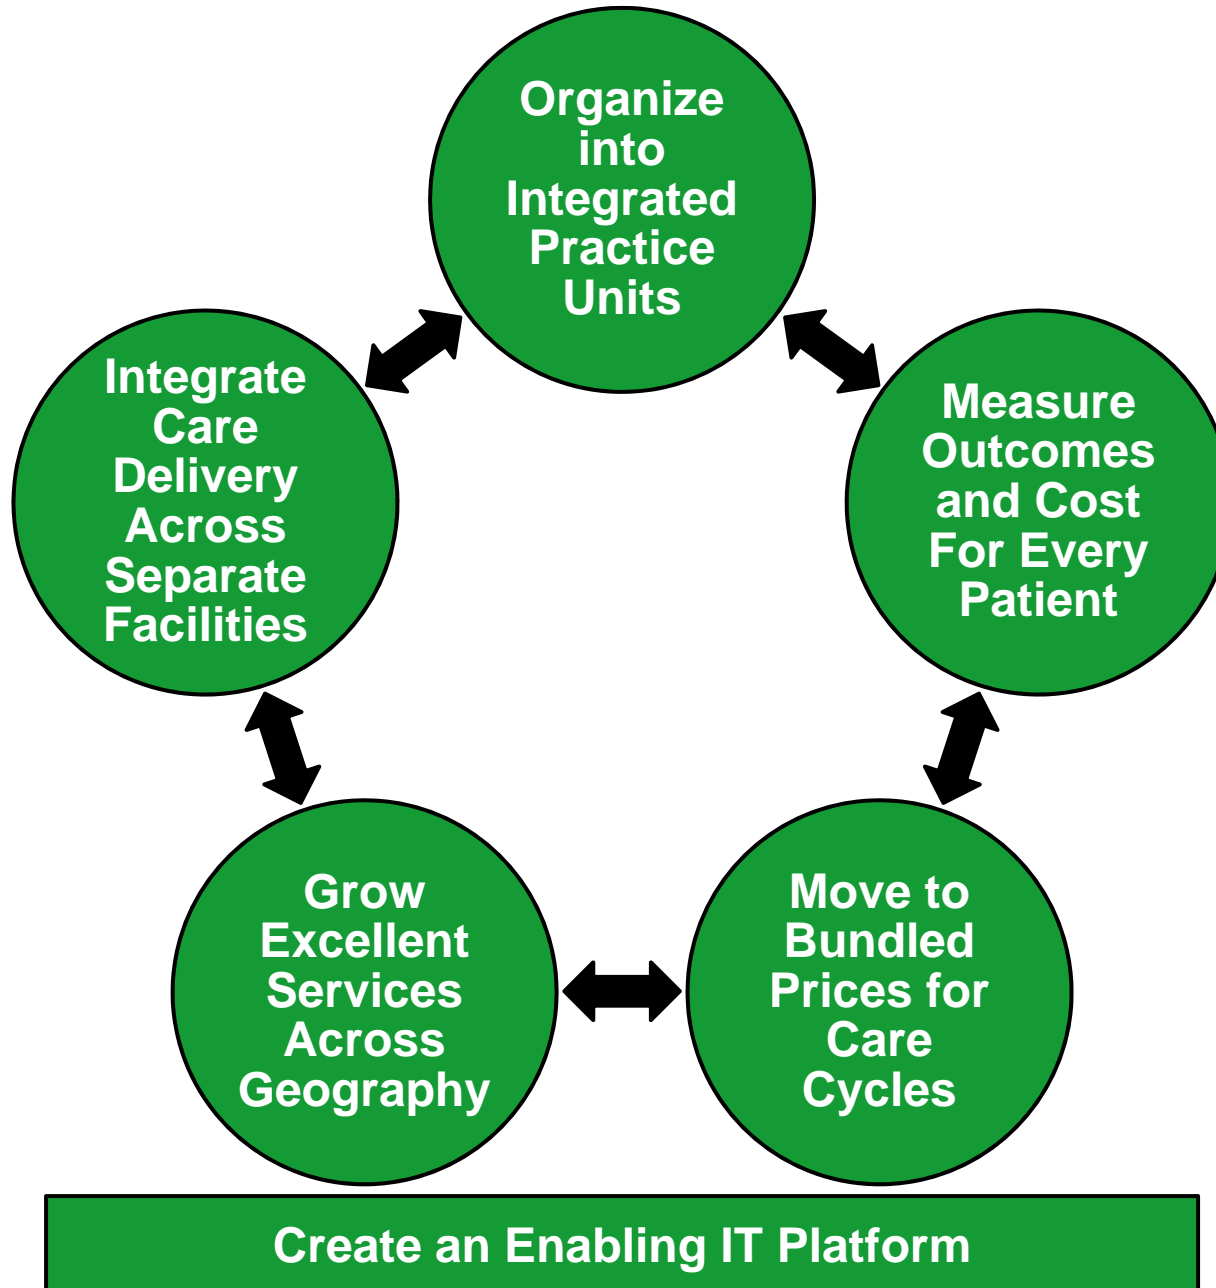 Organize
into
Integrated
Practice
Units
Integrate
Care
Delivery
Across
Separate
Facilities
Measure
Outcomes
and Cost
For Every
Patient
Grow
Excellent
Services
Across
Geography
Move to
Bundled
Prices for
Care
Cycles
Create an Enabling IT Platform